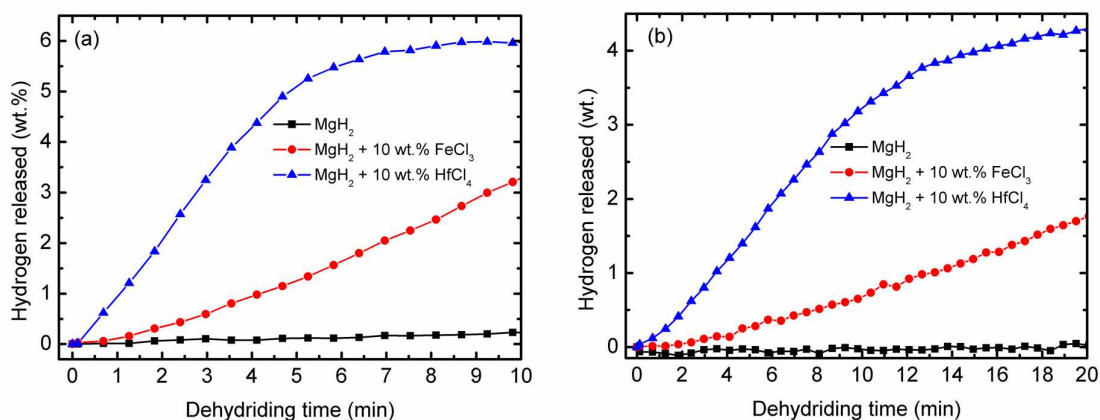 (a)
Hydrogen released (wt.%)
6
5
4
3
2
1
0
MgH₂
MgH₂ + 10 wt.% FeCl₃
MgH₂ + 10 wt.% HfCl₄
0 1 2 3 4 5 6 7 8 9 10
Dehydriding time (min)
(b)
Hydrogen released (wt.)
4
3
2
1
0
MgH₂
MgH₂ + 10 wt.% FeCl₃
MgH₂ + 10 wt.% HfCl₄
0 2 4 6 8 10 12 14 16 18 20
Dehydriding time (min)